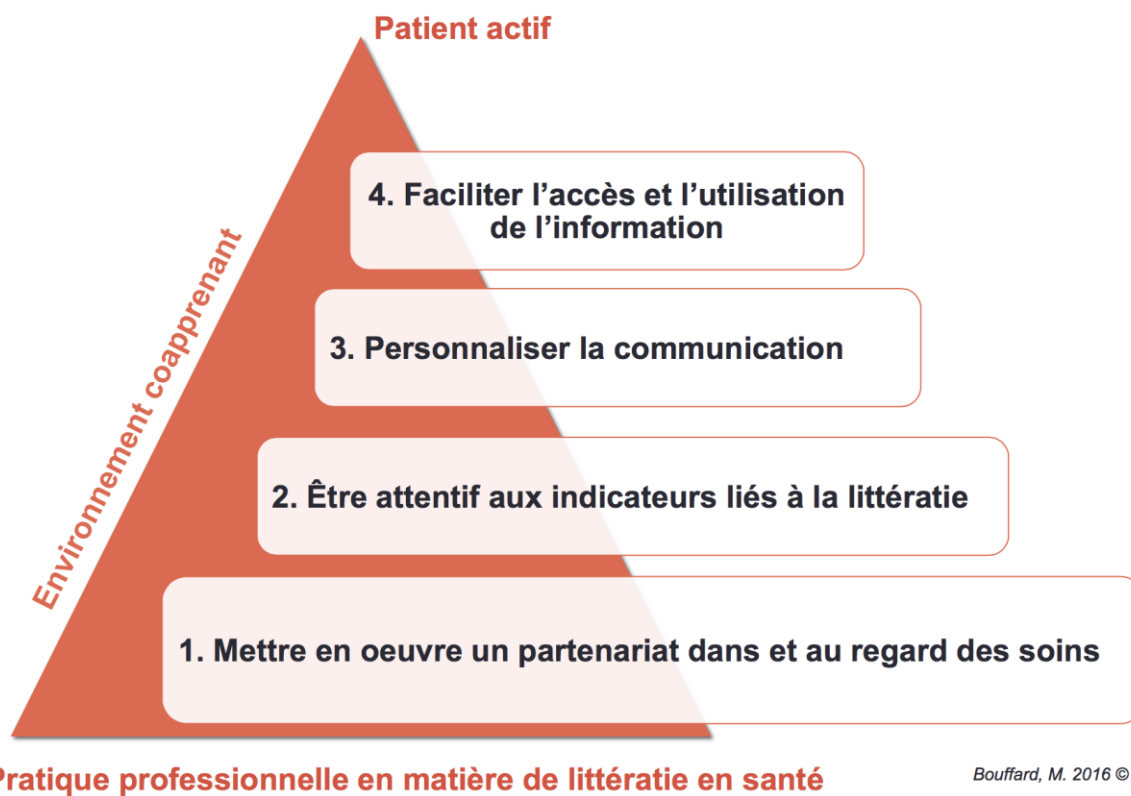 Patient actif
4. Faciliter l’accès et l’utilisation
de l’information
3. Personnaliser la communication
2. Être attentif aux indicateurs liés à la littératie
1. Mettre en oeuvre un partenariat dans et au regard des soins
Environnement coapprenant
Pratique professionnelle en matière de littératie en santé
Bouffard, M. 2016 ©